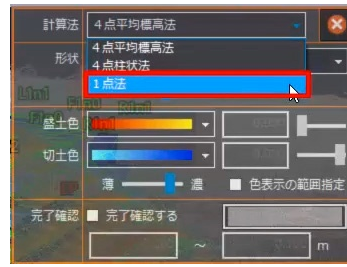 計算法 4点平均標高法
4点平均標高法
形状 4点柱状法
1点法
盛土色
切土色
薄 濃 色表示の範囲指定
完了確認 完了確認する
～ m